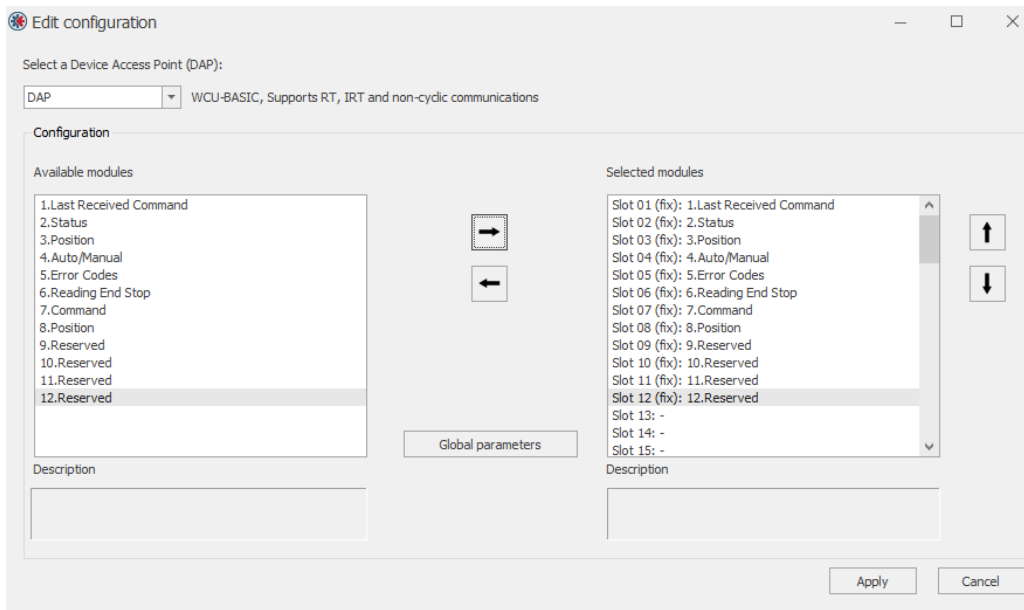 Edit configuration
Select a Device Access Point (DAP):
DAP
WCU-BASIC, Supports RT, IRT and non-cyclic communications
Configuration
Available modules
1.Last Received Command
2.Status
3.Position
4.Auto/Manual
5.Error Codes
6.Reading End Stop
7.Command
8.Position
9.Reserved
10.Reserved
11.Reserved
12.Reserved
Description
Global parameters
Selected modules
Slot 01 (fix): 1.Last Received Command
Slot 02 (fix): 2.Status
Slot 03 (fix): 3.Position
Slot 04 (fix): 4.Auto/Manual
Slot 05 (fix): 5.Error Codes
Slot 06 (fix): 6.Reading End Stop
Slot 07 (fix): 7.Command
Slot 08 (fix): 8.Position
Slot 09 (fix): 9.Reserved
Slot 10 (fix): 10.Reserved
Slot 11 (fix): 11.Reserved
Slot 12 (fix): 12.Reserved
Slot 13: -
Slot 14: -
Slot 15: -
Description
Apply
Cancel